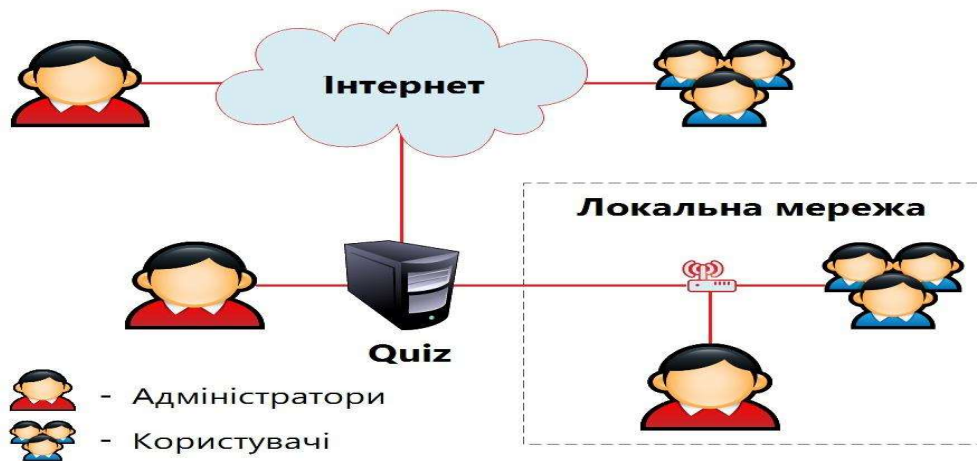 Інтернет
Локальна мережа
Quiz
- Адміністратори
- Користувачі